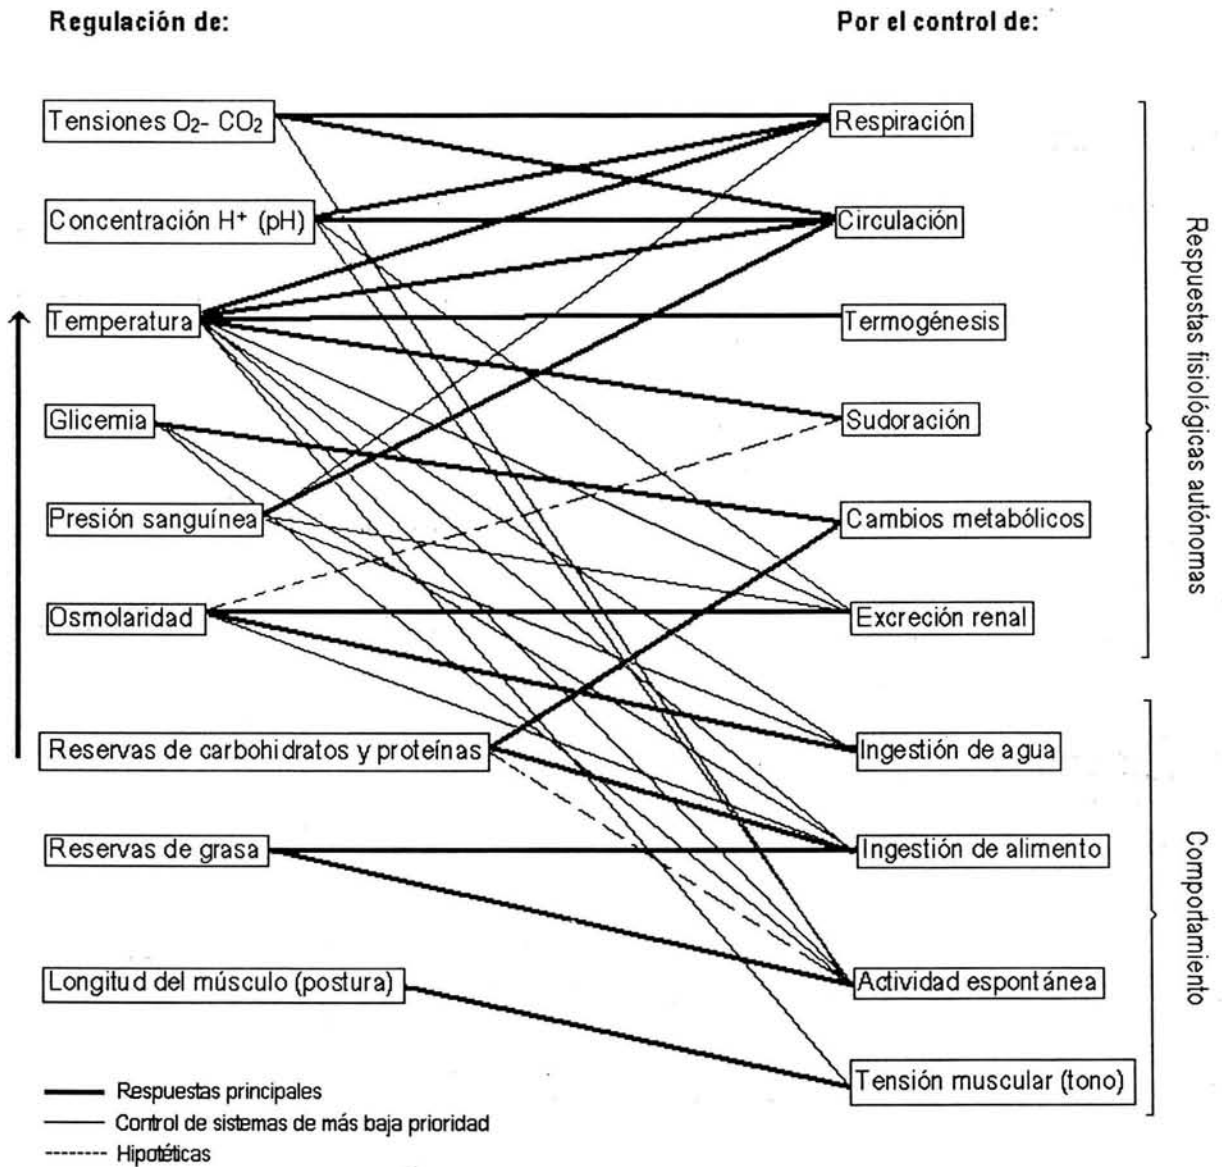 Regulación de:
Por el control de:
Tensiones O₂- CO₂
Respiración
Concentración H⁺ (pH)
Circulación
Temperatura
Termogénesis
Glicemia
Sudoración
Presión sanguínea
Cambios metabólicos
Osmolaridad
Excreción renal
Reservas de carbohidratos y proteínas
Ingestión de agua
Reservas de grasa
Ingestión de alimento
Longitud del músculo (postura)
Actividad espontánea
Tensión muscular (tono)
Respuestas fisiológicas autónomas
Comportamiento
Respuestas principales
Control de sistemas de más baja prioridad
Hipotéticas